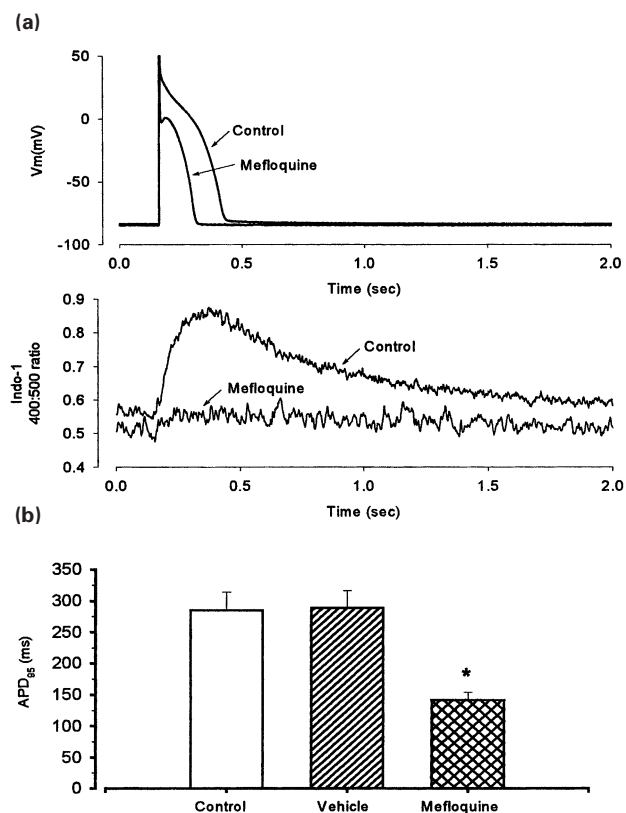 (a)
50
0
-50
-100
Vm(mV)
Control
Mefloquine
0.0 0.5 1.0 1.5 2.0
Time (sec)
0.9
0.8
0.7
0.6
0.5
0.4
Indo-1
400:500 ratio
Control
Mefloquine
0.0 0.5 1.0 1.5 2.0
Time (sec)
(b)
350
300
250
200
150
100
50
0
APD95 (ms)
*
Control Vehicle Mefloquine